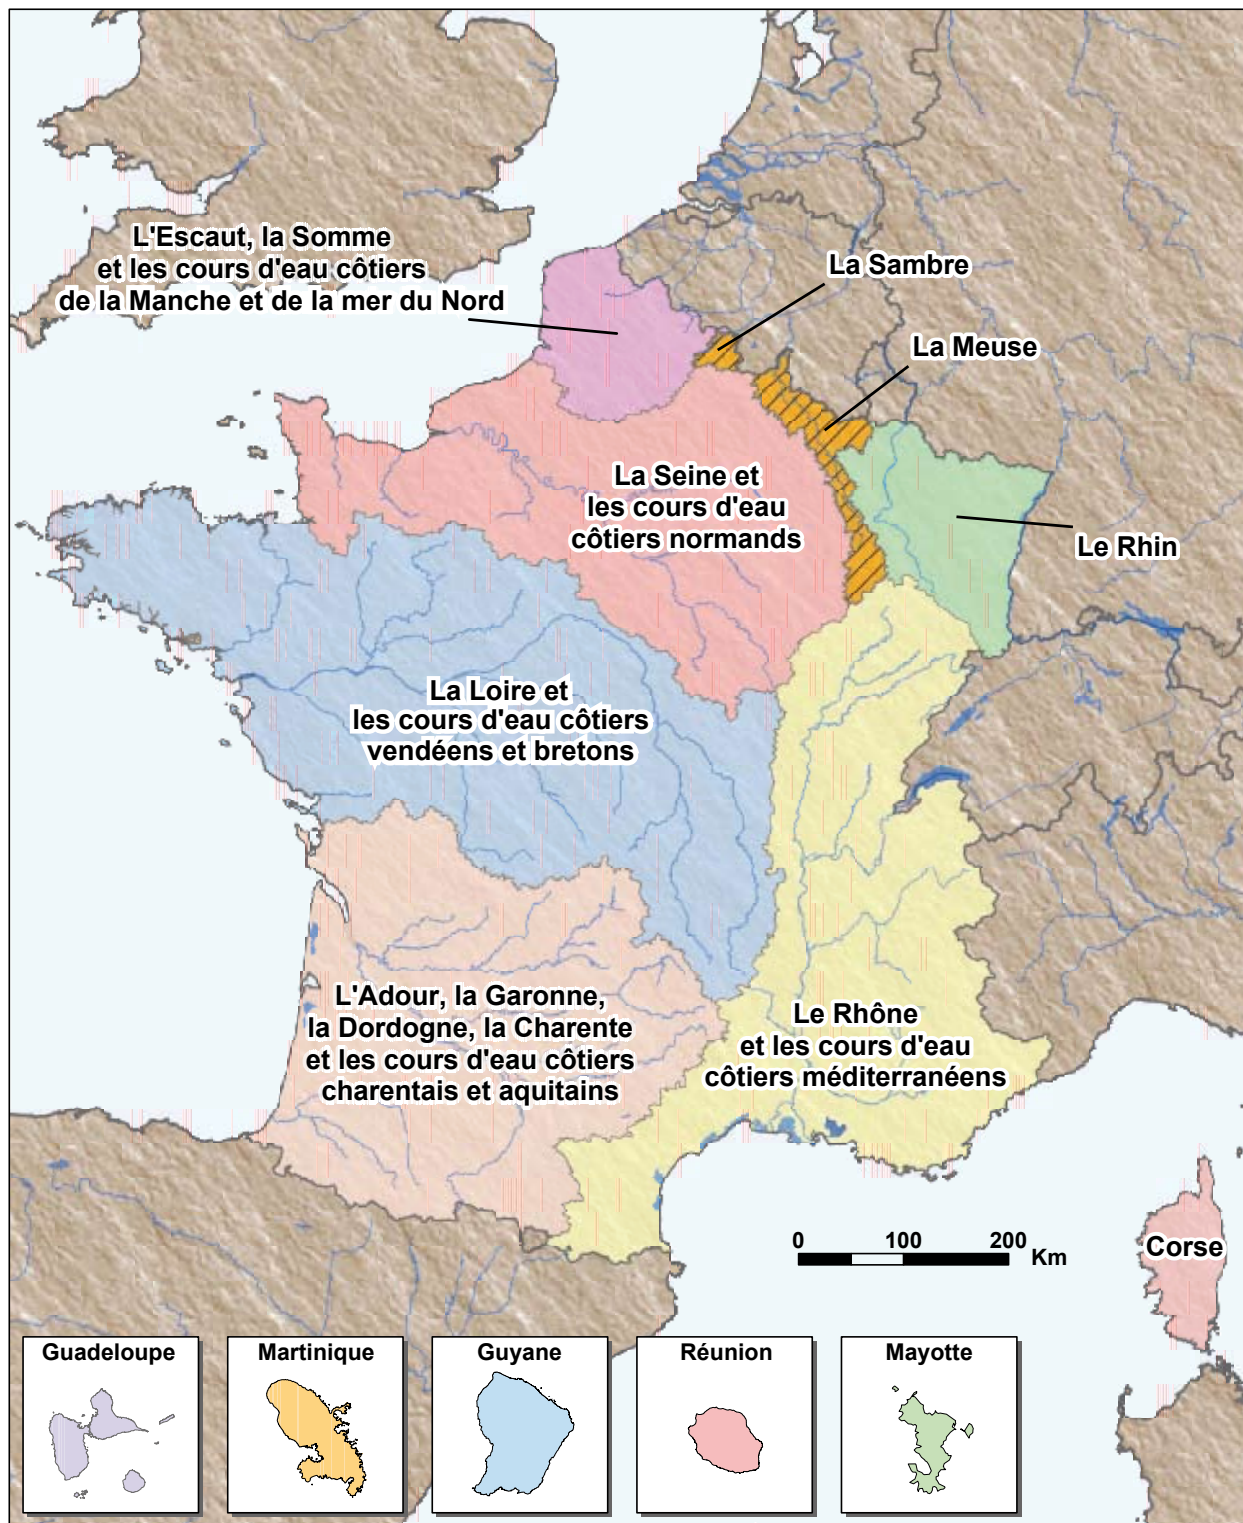 L'Escaut, la Somme
et les cours d'eau côtiers
de la Manche et de la mer du Nord
La Sambre
La Meuse
La Seine et
les cours d'eau
côtiers normands
Le Rhin
La Loire et
les cours d'eau côtiers
vendéens et bretons
L'Adour, la Garonne,
la Dordogne, la Charente
et les cours d'eau côtiers
charentais et aquitains
Le Rhône
et les cours d'eau
côtiers méditerranéens
0 100 200 Km
Corse
Guadeloupe
Martinique
Guyane
Réunion
Mayotte